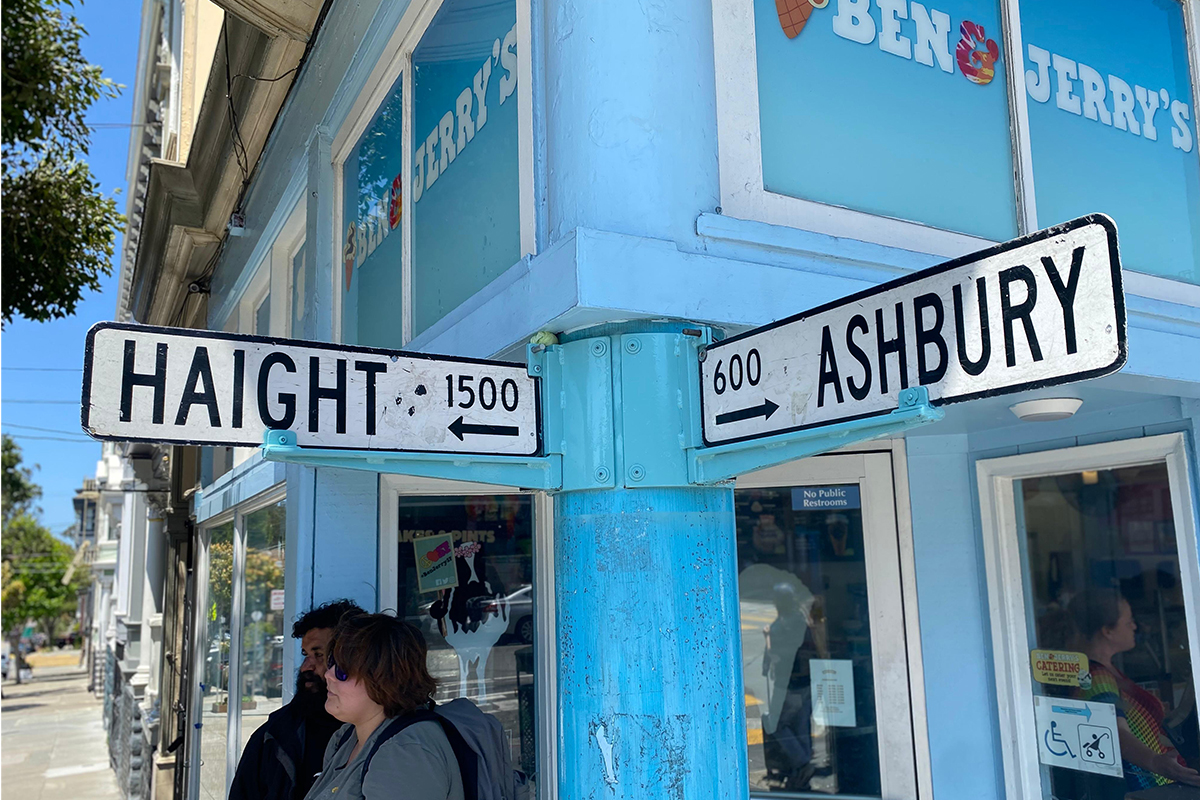 BEN &
JERRY'S
BEN &
JERRY'S
HAIGHT 1500
←
600 ASHBURY
→
No Public
Restrooms
CATERING